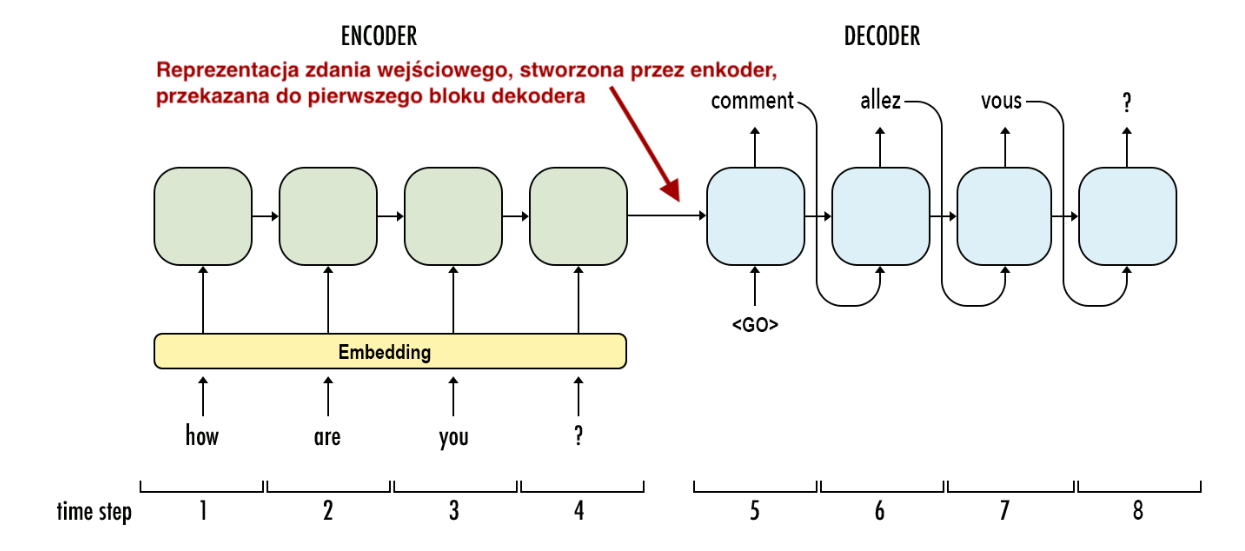 ENCODER
DECODER
Reprezentacja zdania wejściowego, stworzona przez enkoder,
przekazana do pierwszego bloku dekodera
comment allez vous ?
<GO>
Embedding
how are you ?
time step 1 2 3 4 5 6 7 8